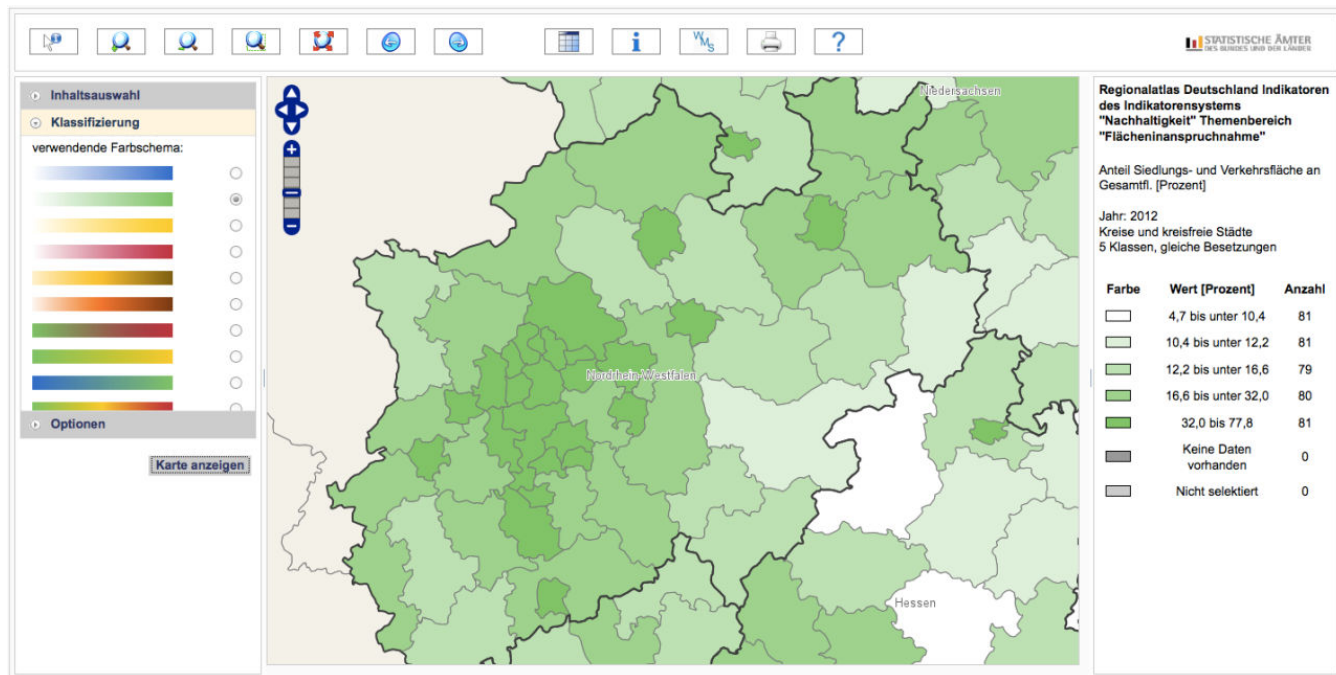 WMS
i
?
STATISTISCHE ÄMTER
DES BUNDES UND DER LÄNDER
Inhaltsauswahl
Klassifizierung
verwendende Farbschema:
Optionen
Karte anzeigen
Niedersachsen
Nordrhein-Westfalen
Hessen
Regionalatlas Deutschland Indikatoren
des Indikatorensystems
"Nachhaltigkeit" Themenbereich
"Flächeninanspruchnahme"
Anteil Siedlungs- und Verkehrsfläche an
Gesamtfl. [Prozent]
Jahr: 2012
Kreise und kreisfreie Städte
5 Klassen, gleiche Besetzungen
Farbe Wert [Prozent] Anzahl
4,7 bis unter 10,4 81
10,4 bis unter 12,2 81
12,2 bis unter 16,6 79
16,6 bis unter 32,0 80
32,0 bis 77,8 81
Keine Daten
vorhanden 0
Nicht selektiert 0